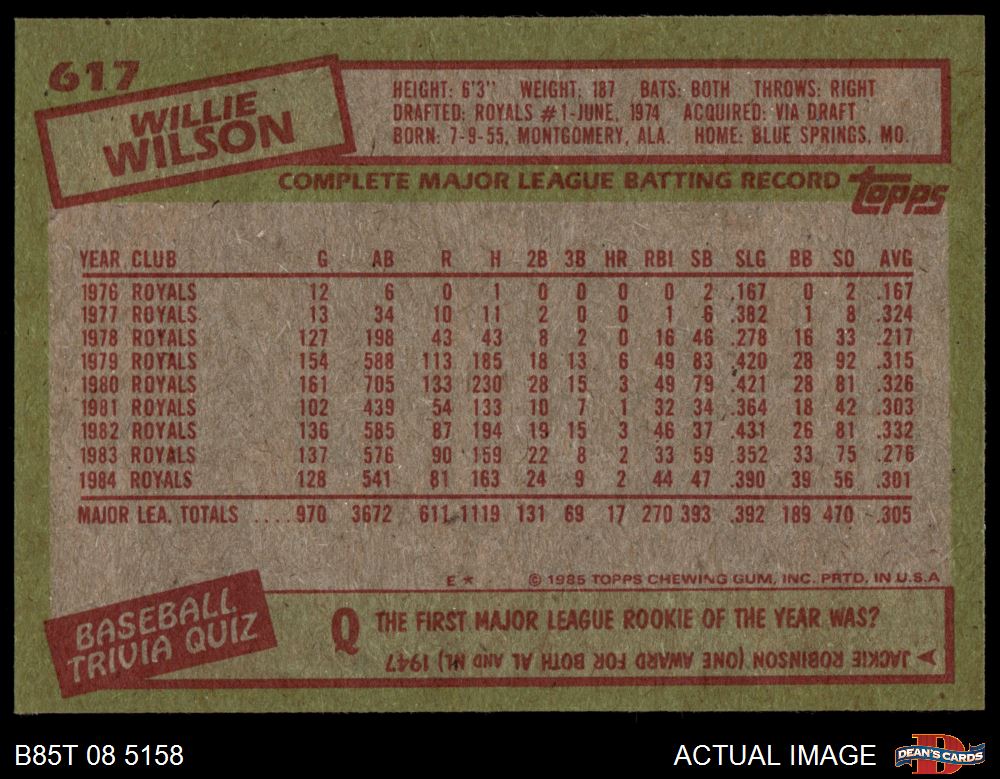 617
WILLIE
WILSON
HEIGHT: 6'3" WEIGHT: 187 BATS: BOTH THROWS: RIGHT
DRAFTED: ROYALS #1-JUNE, 1974 ACQUIRED: VIA DRAFT
BORN: 7-9-55, MONTGOMERY, ALA. HOME: BLUE SPRINGS, MO.
COMPLETE MAJOR LEAGUE BATTING RECORD topps
YEAR CLUB G AB R H 2B 3B HR RBI SB SLG BB SO AVG
1976 ROYALS 12 6 0 1 0 0 0 0 2 .167 0 2 .167
1977 ROYALS 13 34 10 11 2 0 0 1 6 .382 1 8 .324
1978 ROYALS 127 198 43 43 8 2 0 16 46 .278 16 33 .217
1979 ROYALS 154 588 113 185 18 13 6 49 83 .420 28 92 .315
1980 ROYALS 161 705 133 230 28 15 3 49 79 .421 28 81 .326
1981 ROYALS 102 439 54 133 10 7 1 32 34 .364 18 42 .303
1982 ROYALS 136 585 87 194 19 15 3 46 37 .431 26 81 .332
1983 ROYALS 137 576 90 159 22 8 2 33 59 .352 33 75 .276
1984 ROYALS 128 541 81 163 24 9 2 44 47 .390 39 56 .301
MAJOR LEA. TOTALS ....970 3672 611 1119 131 69 17 270 393 .392 189 470 .305
E* © 1985 TOPPS CHEWING GUM, INC. PRTD. IN U.S.A
BASEBALL
TRIVIA QUIZ
Q THE FIRST MAJOR LEAGUE ROOKIE OF THE YEAR WAS?
A JACKIE ROBINSON (ONE AWARD FOR BOTH AL AND NL) 1947
B85T 08 5158 ACTUAL IMAGE DEAN'S CARDS